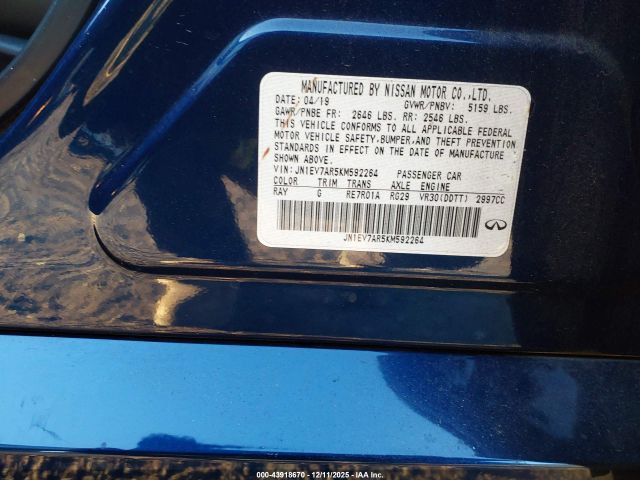 MANUFACTURED BY NISSAN MOTOR CO.,LTD.
DATE: 04/19 GVWR/PNBV: 5159 LBS.
GAWR/PNBE FR: 2646 LBS. RR: 2546 LBS.
THIS VEHICLE CONFORMS TO ALL APPLICABLE FEDERAL
MOTOR VEHICLE SAFETY,BUMPER,AND THEFT PREVENTION
STANDARDS IN EFFECT ON THE DATE OF MANUFACTURE
SHOWN ABOVE.
VIN: JN1EV7AR5KM592264 PASSENGER CAR
COLOR TRIM TRANS AXLE ENGINE
RAY G RE7R01A RG29 VR30(DDTT) 2997CC
JN1EV7AR5KM592264
000-43918670 - 12/11/2025 - IAA Inc.